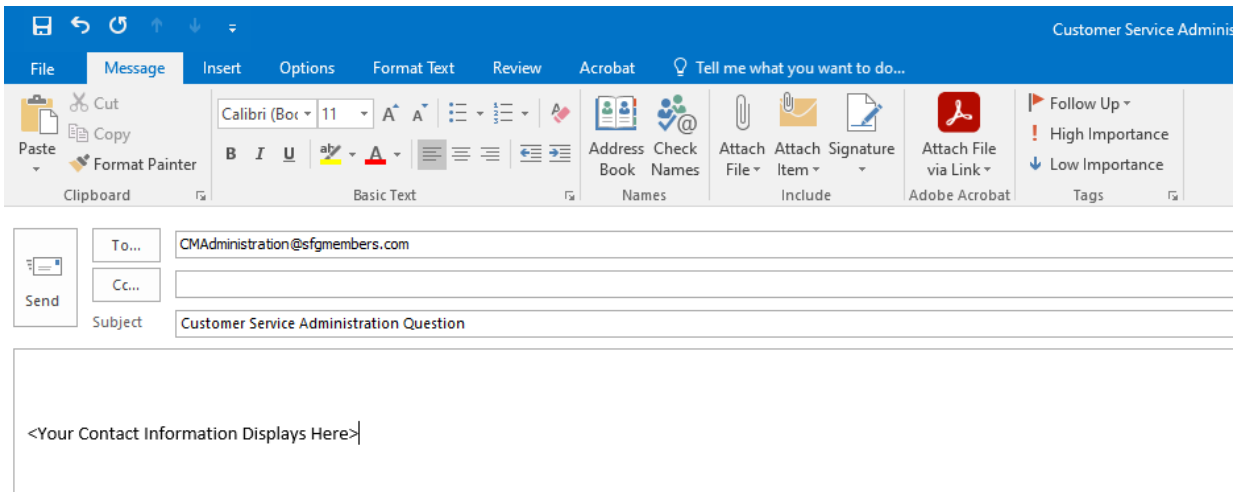 Customer Service Adminis
File Message Insert Options Format Text Review Acrobat Tell me what you want to do...
Cut
Copy
Format Painter
Paste
Clipboard
Calibri (Boc 11 A A
B I U aby A
Basic Text
Address Book
Check Names
Names
Attach File
Attach Item
Signature
Include
Attach File via Link
Adobe Acrobat
Follow Up
High Importance
Low Importance
Tags
Send
To... CMAdministration@sfgmembers.com
Cc...
Subject Customer Service Administration Question
<Your Contact Information Displays Here>